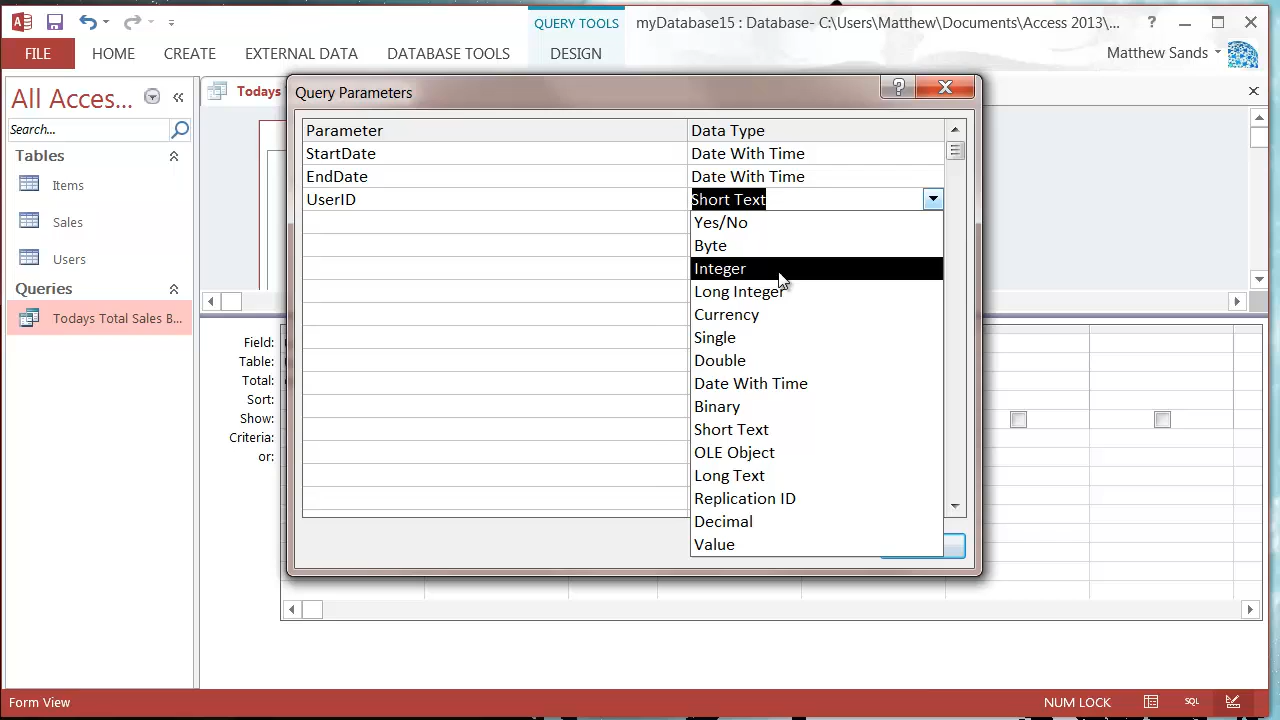 QUERY TOOLS
myDatabase15 : Database- C:\Users\Matthew\Documents\Access 2013\...
?
FILE
HOME
CREATE
EXTERNAL DATA
DATABASE TOOLS
DESIGN
Matthew Sands
All Acces...
Search...
Tables
Items
Sales
Users
Queries
Todays Total Sales B...
Todays
Query Parameters
?
Parameter
Data Type
StartDate
Date With Time
EndDate
Date With Time
UserID
Short Text
Yes/No
Byte
Integer
Long Integer
Currency
Single
Double
Date With Time
Binary
Short Text
OLE Object
Long Text
Replication ID
Decimal
Value
Field:
Table:
Total:
Sort:
Show:
Criteria:
or:
Form View
NUM LOCK
SQL